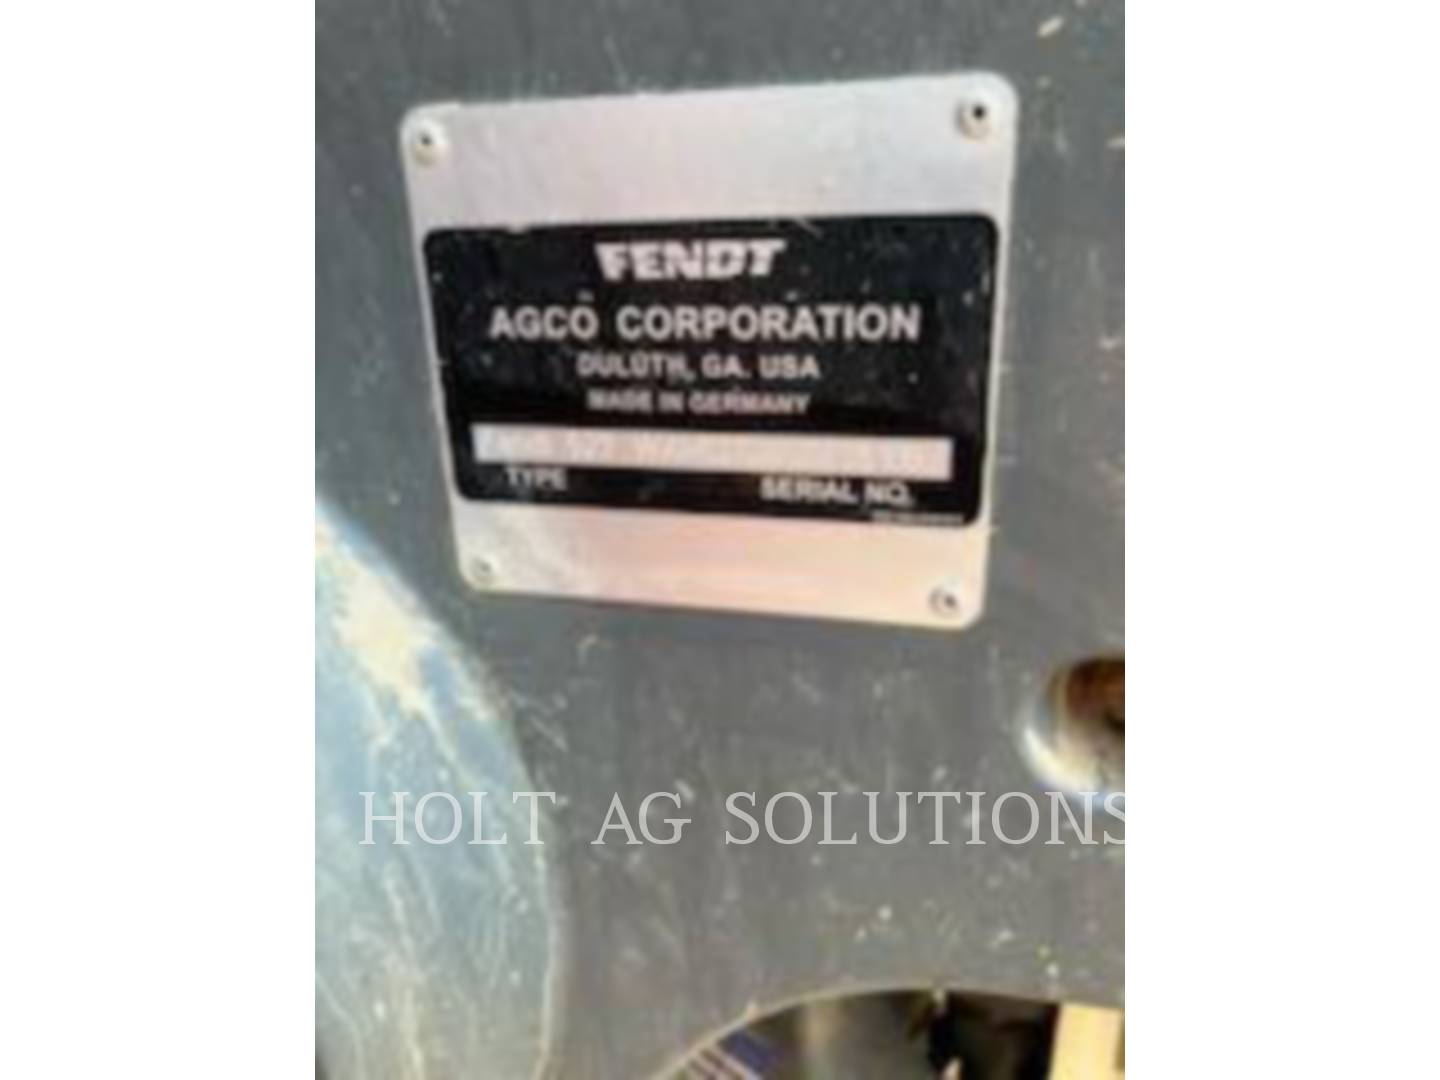 FENDT
AGCO CORPORATION
DULUTH, GA. USA
MADE IN GERMANY
TYPE SERIAL NO.
HOLT AG SOLUTIONS